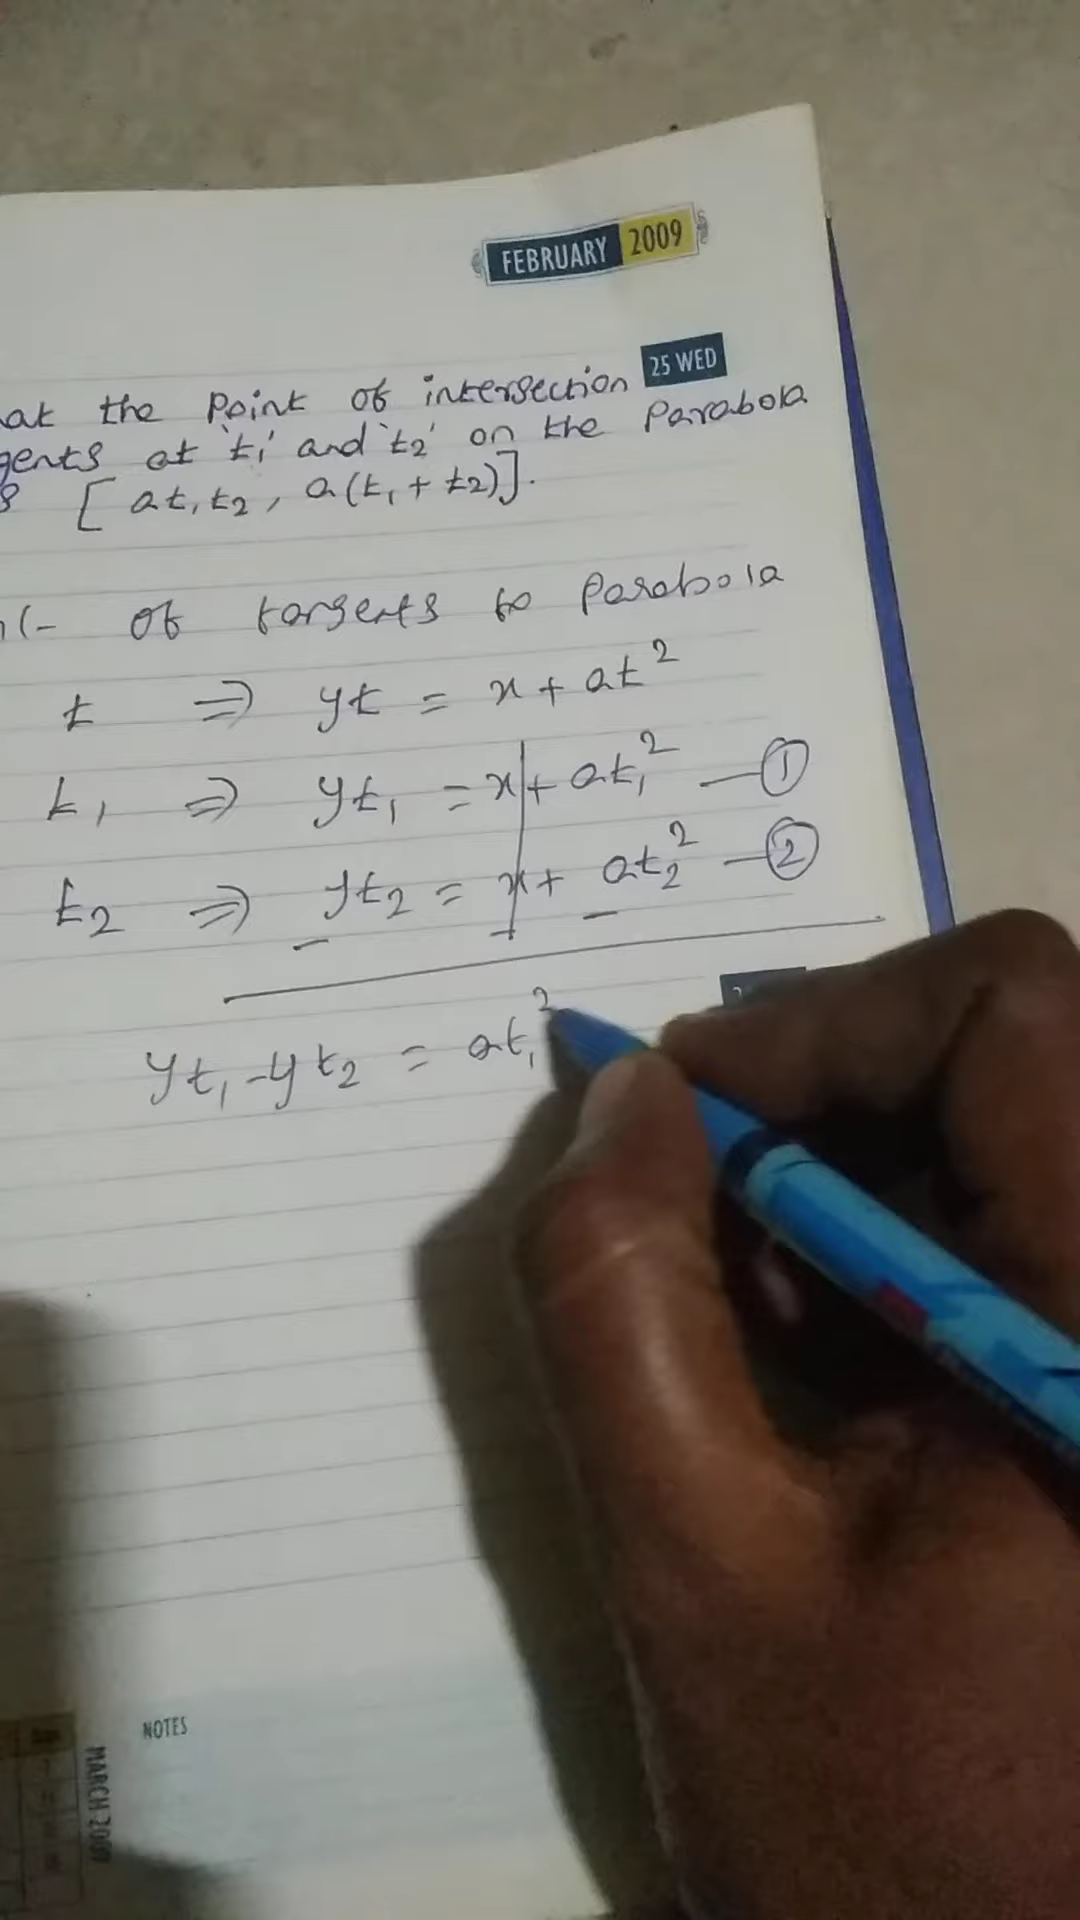 FEBRUARY 2009
25 WED
at the Point of intersection
gents at 't₁' and 't₂' on the Parabola
[at₁t₂, a(t₁ + t₂)].
of tangents to Parabola
t ⇒ yt = x + at²
t₁ ⇒ yt₁ = x + at₁² —①
t₂ ⇒ yt₂ = x + at₂² —②
yt₁ - yt₂ = at₁²
NOTES
MARCH 2009